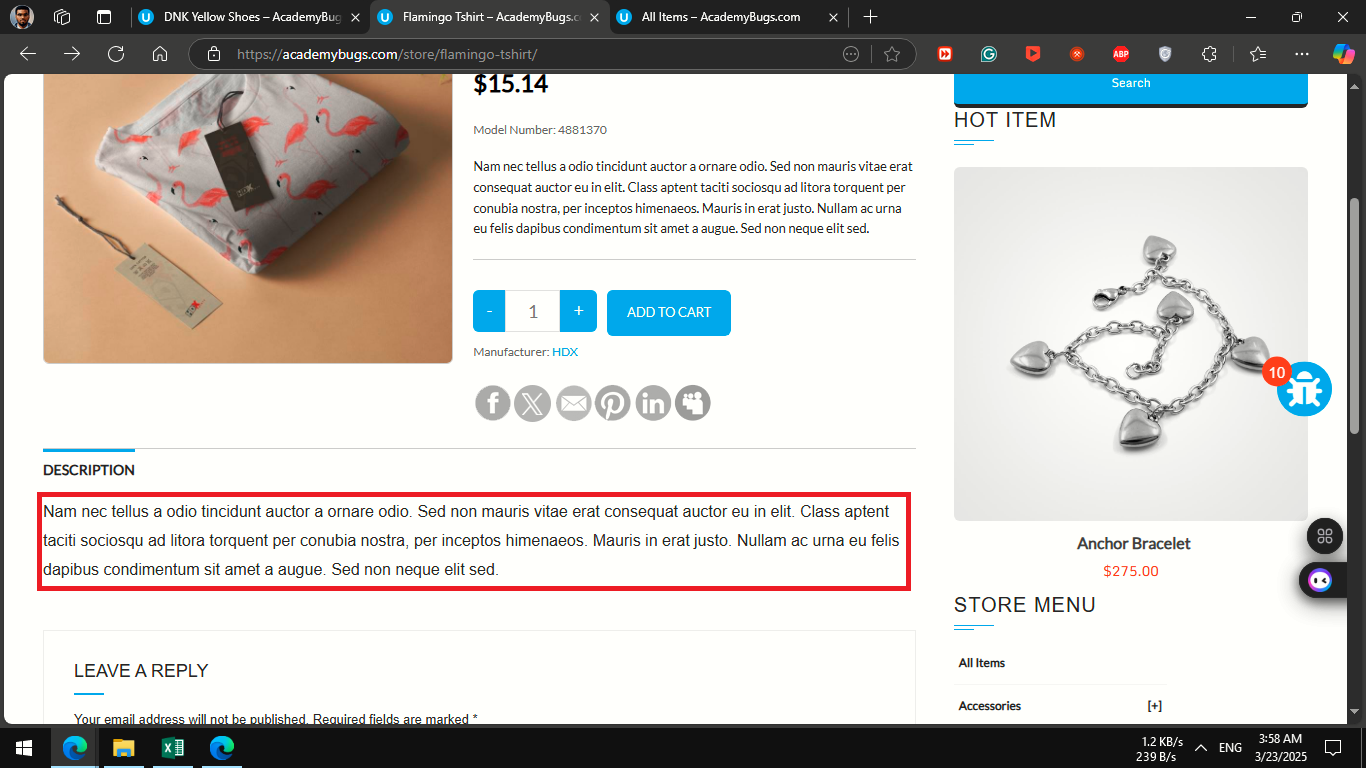 DNK Yellow Shoes – AcademyBug
Flamingo Tshirt – AcademyBugs.co
All Items – AcademyBugs.com
https://academybugs.com/store/flamingo-tshirt/
ABP
$15.14
Model Number: 4881370
Nam nec tellus a odio tincidunt auctor a ornare odio. Sed non mauris vitae erat
consequat auctor eu in elit. Class aptent taciti sociosqu ad litora torquent per
conubia nostra, per inceptos himenaeos. Mauris in erat justo. Nullam ac urna
eu felis dapibus condimentum sit amet a augue. Sed non neque elit sed.
- 1 +
ADD TO CART
Manufacturer: HDX
DESCRIPTION
Nam nec tellus a odio tincidunt auctor a ornare odio. Sed non mauris vitae erat consequat auctor eu in elit. Class aptent
taciti sociosqu ad litora torquent per conubia nostra, per inceptos himenaeos. Mauris in erat justo. Nullam ac urna eu felis
dapibus condimentum sit amet a augue. Sed non neque elit sed.
LEAVE A REPLY
Your email address will not be published. Required fields are marked *
Search
HOT ITEM
10
Anchor Bracelet
$275.00
STORE MENU
All Items
Accessories [+]
1.2 KB/s
239 B/s
ENG
3:58 AM
3/23/2025